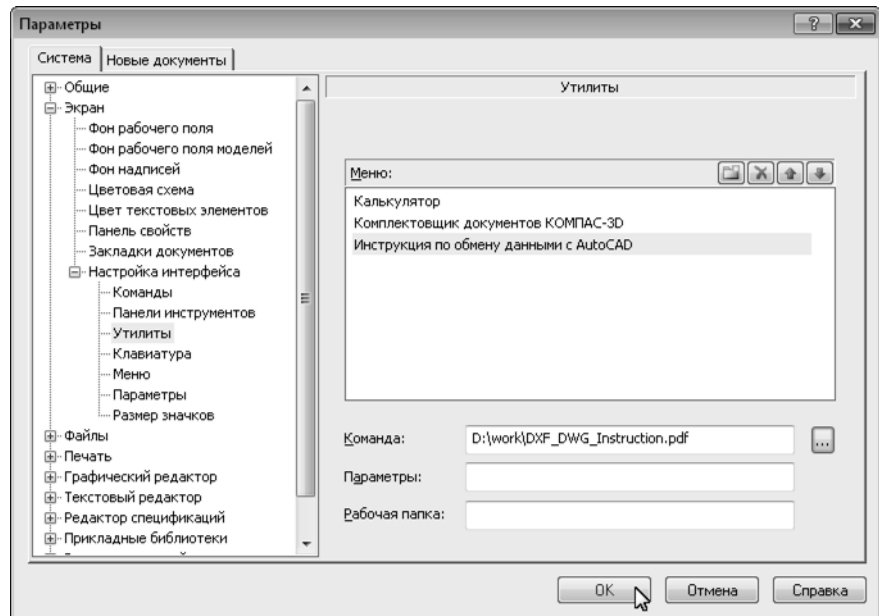 Параметры
Система
Новые документы
Общие
Экран
Фон рабочего поля
Фон рабочего поля моделей
Фон надписей
Цветовая схема
Цвет текстовых элементов
Панель свойств
Закладки документов
Настройка интерфейса
Команды
Панели инструментов
Утилиты
Клавиатура
Меню
Параметры
Размер значков
Файлы
Печать
Графический редактор
Текстовый редактор
Редактор спецификаций
Прикладные библиотеки
Утилиты
Меню:
Калькулятор
Комплектовщик документов КОМПАС-3D
Инструкция по обмену данными с AutoCAD
Команда:
D:\work\DXF_DWG_Instruction.pdf
...
Параметры:
Рабочая папка:
OK
Отмена
Справка